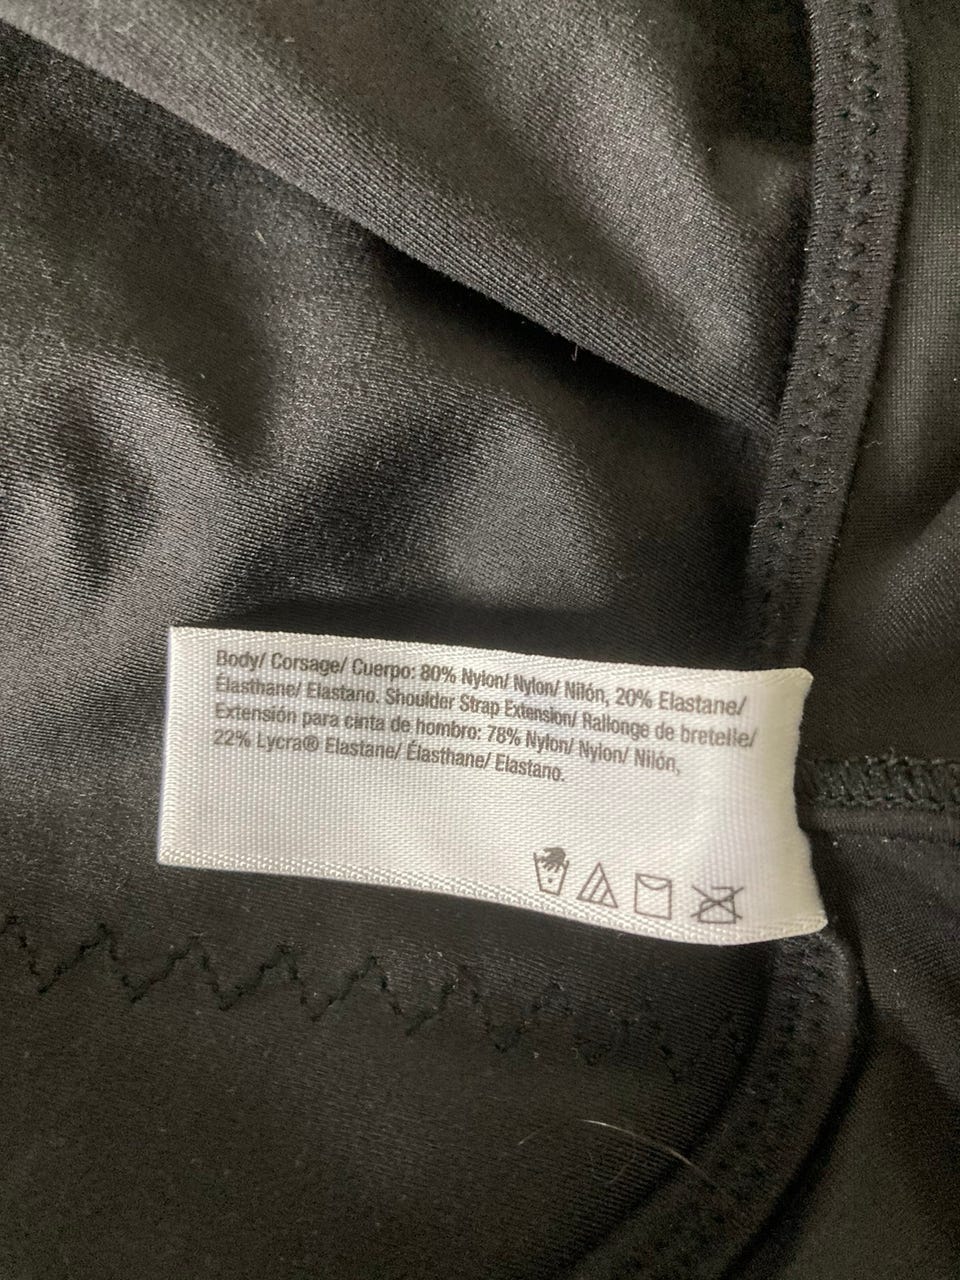 Body/ Corsage/ Cuerpo: 80% Nylon/ Nylon/ Nilón, 20% Elastane/
Élasthane/ Elastano. Shoulder Strap Extension/ Rallonge de bretelle/
Extensión para cinta de hombro: 78% Nylon/ Nylon/ Nilón,
22% Lycra® Elastane/ Élasthane/ Elastano.